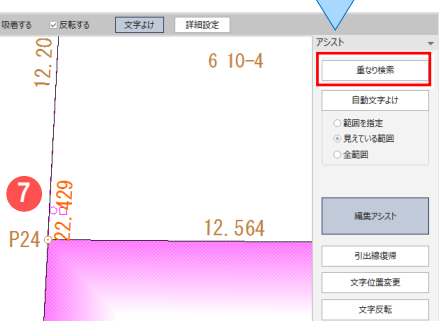 吸着する 反転する 文字よけ 詳細設定
アシスト
重なり検索
自動文字よけ
範囲を指定
見えている範囲
全範囲
編集アシスト
引出線復帰
文字位置変更
文字反転
12.20
6 10-4
7
22.429
P24
12.564